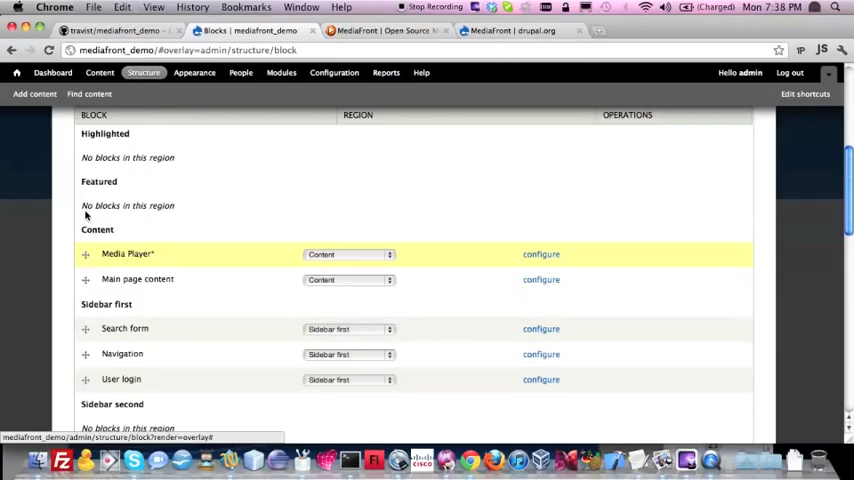 Chrome File Edit View History Bookmarks Window Help Stop Recording (Charged) 7:38 PM
travist/mediafront_demo Blocks | mediafront_demo MediaFront | Open Source M MediaFront | drupal.org
mediafront_demo/#overlay=admin/structure/block
Dashboard Content Structure Appearance People Modules Configuration Reports Help Hello admin Log out
Add content Find content Edit shortcuts
BLOCK REGION OPERATIONS
Highlighted
No blocks in this region
Featured
No blocks in this region
Content
Media Player* Content configure
Main page content Content configure
Sidebar first
Search form Sidebar first configure
Navigation Sidebar first configure
User login Sidebar first configure
Sidebar second
No blocks in this region
mediafront_demo/admin/structure/block?render=overlay#
CISCO